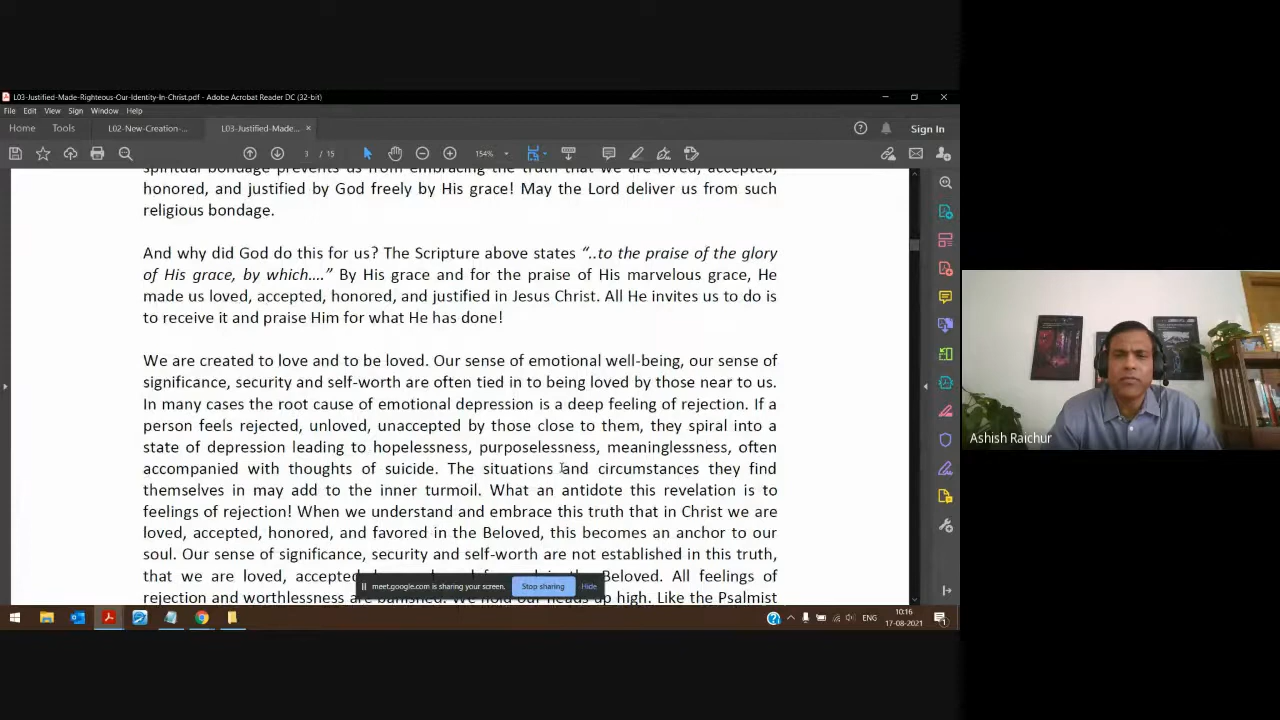 L03-Justified-Made-Righteous-Our-Identity-In-Christ.pdf - Adobe Acrobat Reader DC (32-bit)
File Edit View Sign Window Help
Home Tools L02-New-Creation-... L03-Justified-Made... × Sign In
3 / 15 154%
spiritual bondage prevents us from embracing the truth that we are loved, accepted,
honored, and justified by God freely by His grace! May the Lord deliver us from such
religious bondage.
And why did God do this for us? The Scripture above states “..to the praise of the glory
of His grace, by which....” By His grace and for the praise of His marvelous grace, He
made us loved, accepted, honored, and justified in Jesus Christ. All He invites us to do is
to receive it and praise Him for what He has done!
We are created to love and to be loved. Our sense of emotional well-being, our sense of
significance, security and self-worth are often tied in to being loved by those near to us.
In many cases the root cause of emotional depression is a deep feeling of rejection. If a
person feels rejected, unloved, unaccepted by those close to them, they spiral into a
state of depression leading to hopelessness, purposelessness, meaninglessness, often
accompanied with thoughts of suicide. The situations and circumstances they find
themselves in may add to the inner turmoil. What an antidote this revelation is to
feelings of rejection! When we understand and embrace this truth that in Christ we are
loved, accepted, honored, and favored in the Beloved, this becomes an anchor to our
soul. Our sense of significance, security and self-worth are not established in this truth,
that we are loved, accepted Beloved. All feelings of
rejection and worthlessness are banished. We hold our heads up high. Like the Psalmist
meet.google.com is sharing your screen. Stop sharing Hide
ENG
10:16
17-08-2021
Ashish Raichur